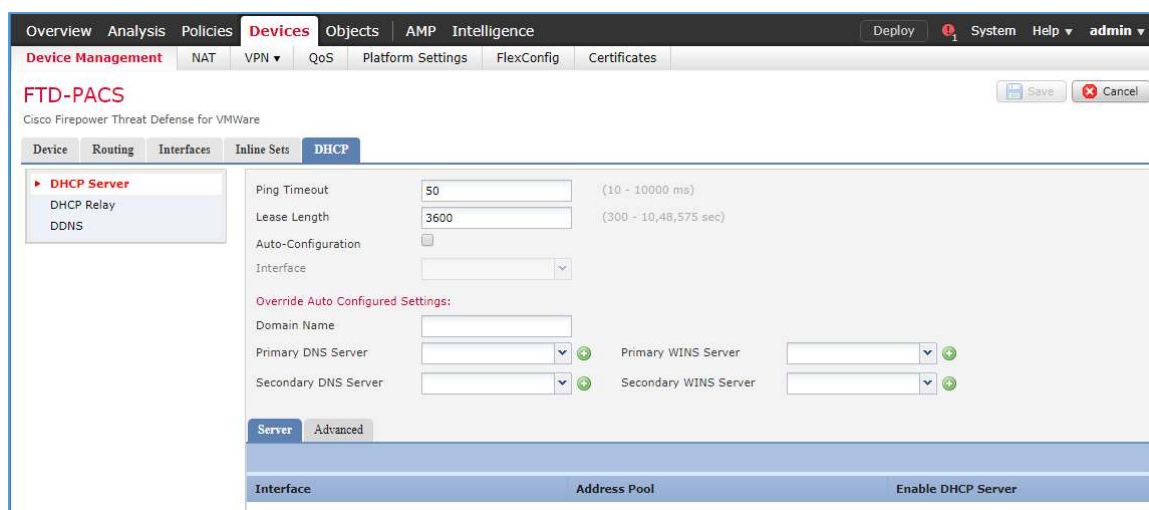 Overview Analysis Policies Devices Objects AMP Intelligence Deploy 1 System Help admin
Device Management NAT VPN QoS Platform Settings FlexConfig Certificates
FTD-PACS Save Cancel
Cisco Firepower Threat Defense for VMWare
Device Routing Interfaces Inline Sets DHCP
DHCP Server
DHCP Relay
DDNS
Ping Timeout 50 (10 - 10000 ms)
Lease Length 3600 (300 - 10,48,575 sec)
Auto-Configuration
Interface
Override Auto Configured Settings:
Domain Name
Primary DNS Server Primary WINS Server
Secondary DNS Server Secondary WINS Server
Server Advanced
Interface Address Pool Enable DHCP Server